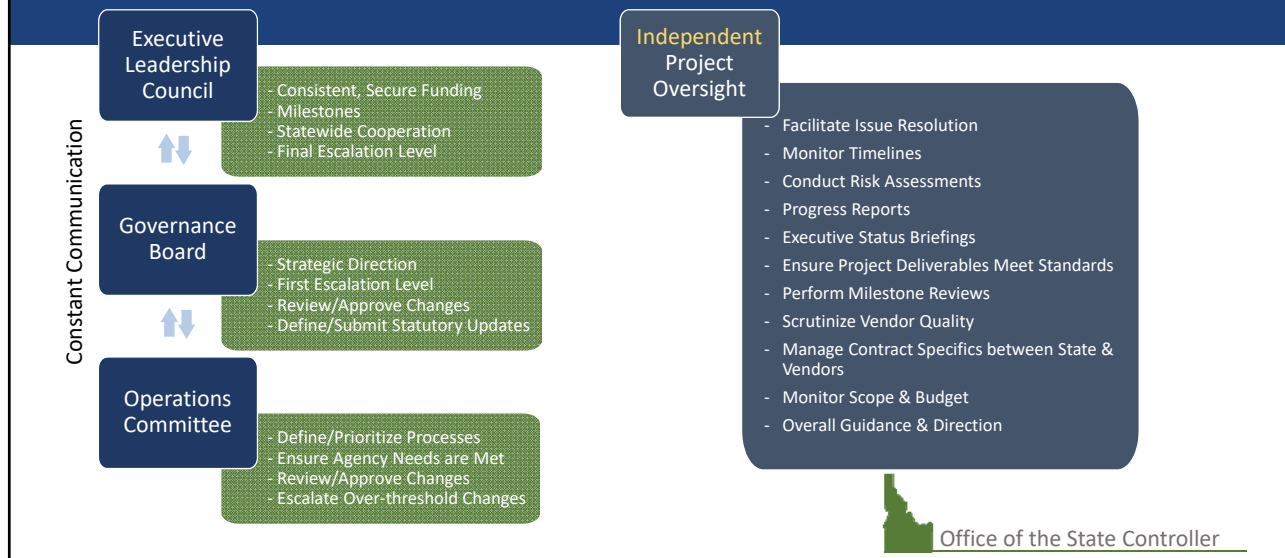 Constant Communication
Executive
Leadership
Council
- Consistent, Secure Funding
- Milestones
- Statewide Cooperation
- Final Escalation Level
Governance
Board
- Strategic Direction
- First Escalation Level
- Review/Approve Changes
- Define/Submit Statutory Updates
Operations
Committee
- Define/Prioritize Processes
- Ensure Agency Needs are Met
- Review/Approve Changes
- Escalate Over-threshold Changes
Independent
Project
Oversight
- Facilitate Issue Resolution
- Monitor Timelines
- Conduct Risk Assessments
- Progress Reports
- Executive Status Briefings
- Ensure Project Deliverables Meet Standards
- Perform Milestone Reviews
- Scrutinize Vendor Quality
- Manage Contract Specifics between State &
Vendors
- Monitor Scope & Budget
- Overall Guidance & Direction
Office of the State Controller